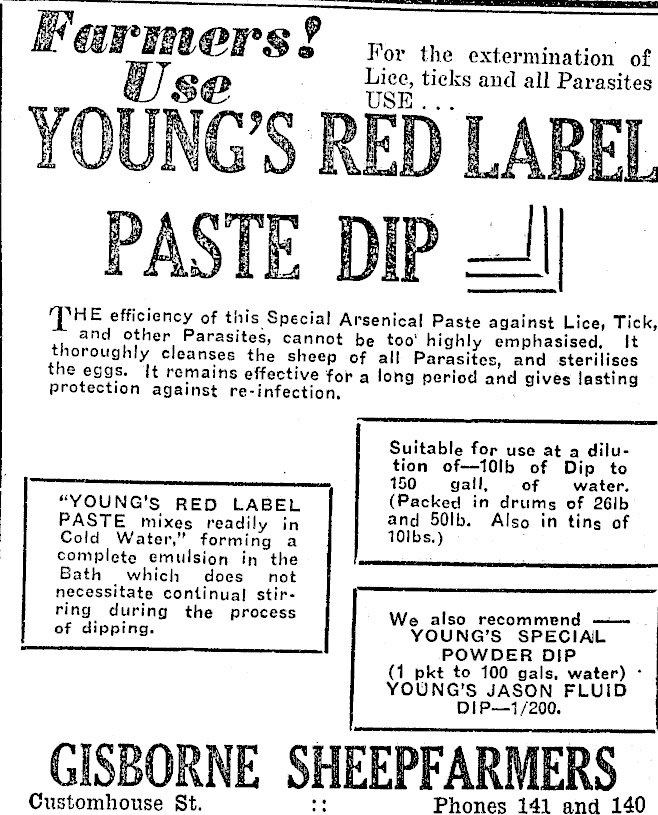 Farmers!
Use
For the extermination of
Lice, ticks and all Parasites
USE . . .
YOUNG'S RED LABEL
PASTE DIP
THE efficiency of this Special Arsenical Paste against Lice, Tick,
and other Parasites, cannot be too highly emphasised. It
thoroughly cleanses the sheep of all Parasites, and sterilises
the eggs. It remains effective for a long period and gives lasting
protection against re-infection.
"YOUNG'S RED LABEL
PASTE mixes readily in
Cold Water," forming a
complete emulsion in the
Bath which does not
necessitate continual stir-
ring during the process
of dipping.
Suitable for use at a dilu-
tion of—10lb of Dip to
150 gall. of water.
(Packed in drums of 26lb
and 50lb. Also in tins of
10lbs.)
We also recommend ——
YOUNG'S SPECIAL
POWDER DIP
(1 pkt to 100 gals. water)
YOUNG'S JASON FLUID
DIP—1/200.
GISBORNE SHEEPFARMERS
Customhouse St. :: Phones 141 and 140